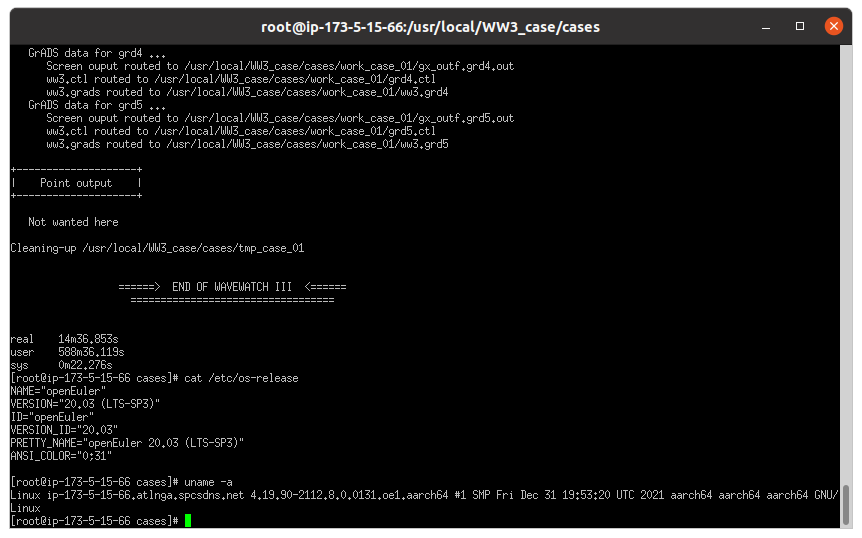 root@ip-173-5-15-66:/usr/local/WW3_case/cases
GrADS data for grd4 ...
Screen ouput routed to /usr/local/WW3_case/cases/work_case_01/gx_outf.grd4.out
ww3.ctl routed to /usr/local/WW3_case/cases/work_case_01/grd4.ctl
ww3.grads routed to /usr/local/WW3_case/cases/work_case_01/ww3.grd4
GrADS data for grd5 ...
Screen ouput routed to /usr/local/WW3_case/cases/work_case_01/gx_outf.grd5.out
ww3.ctl routed to /usr/local/WW3_case/cases/work_case_01/grd5.ctl
ww3.grads routed to /usr/local/WW3_case/cases/work_case_01/ww3.grd5
+--------------------+
|    Point output    |
+--------------------+
Not wanted here
Cleaning-up /usr/local/WW3_case/cases/tmp_case_01
======>  END OF WAVEWATCH III  <======
==================================
real    14m36.853s
user    588m36.119s
sys     0m22.276s
[root@ip-173-5-15-66 cases]# cat /etc/os-release
NAME="openEuler"
VERSION="20.03 (LTS-SP3)"
ID="openEuler"
VERSION_ID="20.03"
PRETTY_NAME="openEuler 20.03 (LTS-SP3)"
ANSI_COLOR="0;31"
[root@ip-173-5-15-66 cases]# uname -a
Linux ip-173-5-15-66.atlnga.spcsdns.net 4.19.90-2112.8.0.0131.oe1.aarch64 #1 SMP Fri Dec 31 19:53:20 UTC 2021 aarch64 aarch64 aarch64 GNU/
Linux
[root@ip-173-5-15-66 cases]#